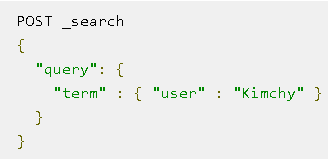 POST _search
{
  "query": {
    "term" : { "user" : "Kimchy" }
  }
}